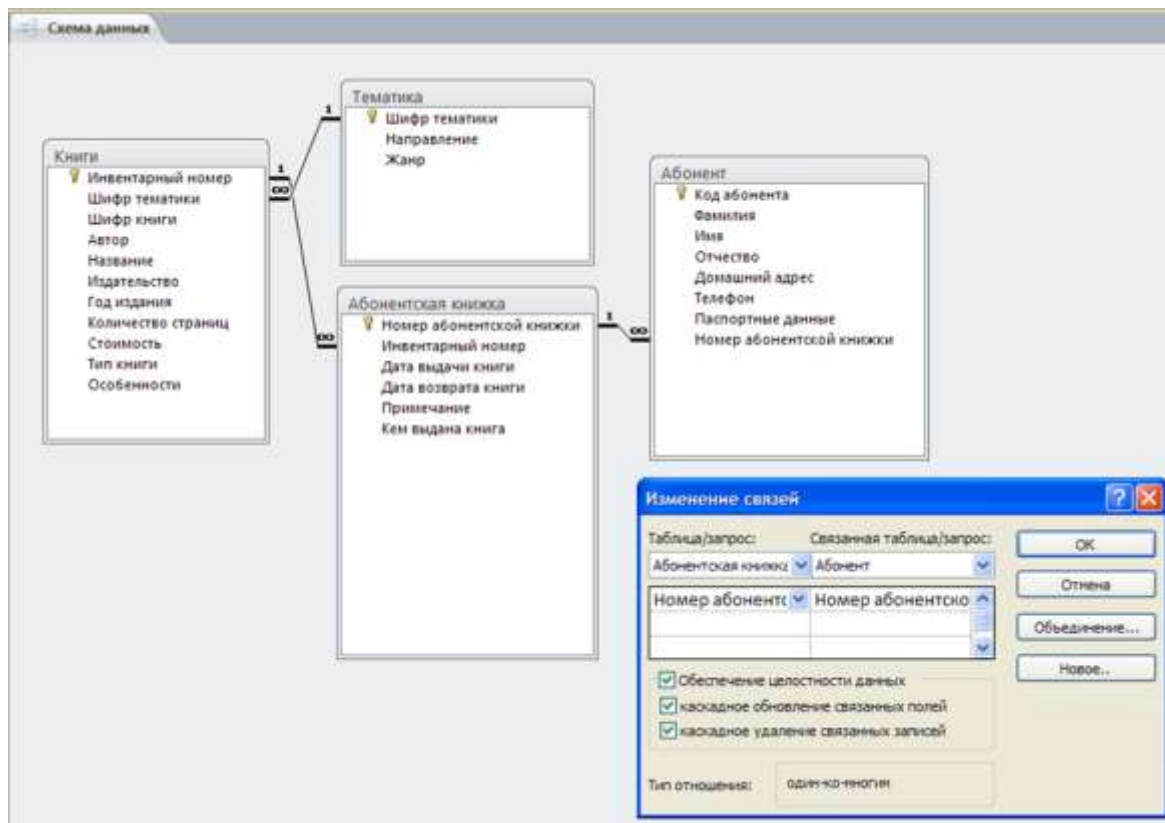 Схема данных
Тематика
Шифр тематики
Направление
Жанр
Книги
Инвентарный номер
Шифр тематики
Шифр книги
Автор
Название
Издательство
Год издания
Количество страниц
Стоимость
Тип книги
Особенности
1
∞
1
∞
Абонентская книжка
Номер абонентской книжки
Инвентарный номер
Дата выдачи книги
Дата возврата книги
Примечание
Кем выдана книга
1
∞
Абонент
Код абонента
Фамилия
Имя
Отчество
Домашний адрес
Телефон
Паспортные данные
Номер абонентской книжки
Изменение связей
Таблица/запрос: Связанная таблица/запрос:
Абонентская книжка Абонент
Номер абонентс Номер абонентско
Обеспечение целостности данных
каскадное обновление связанных полей
каскадное удаление связанных записей
Тип отношения: один-ко-многим
ОК
Отмена
Объединение...
Новое..